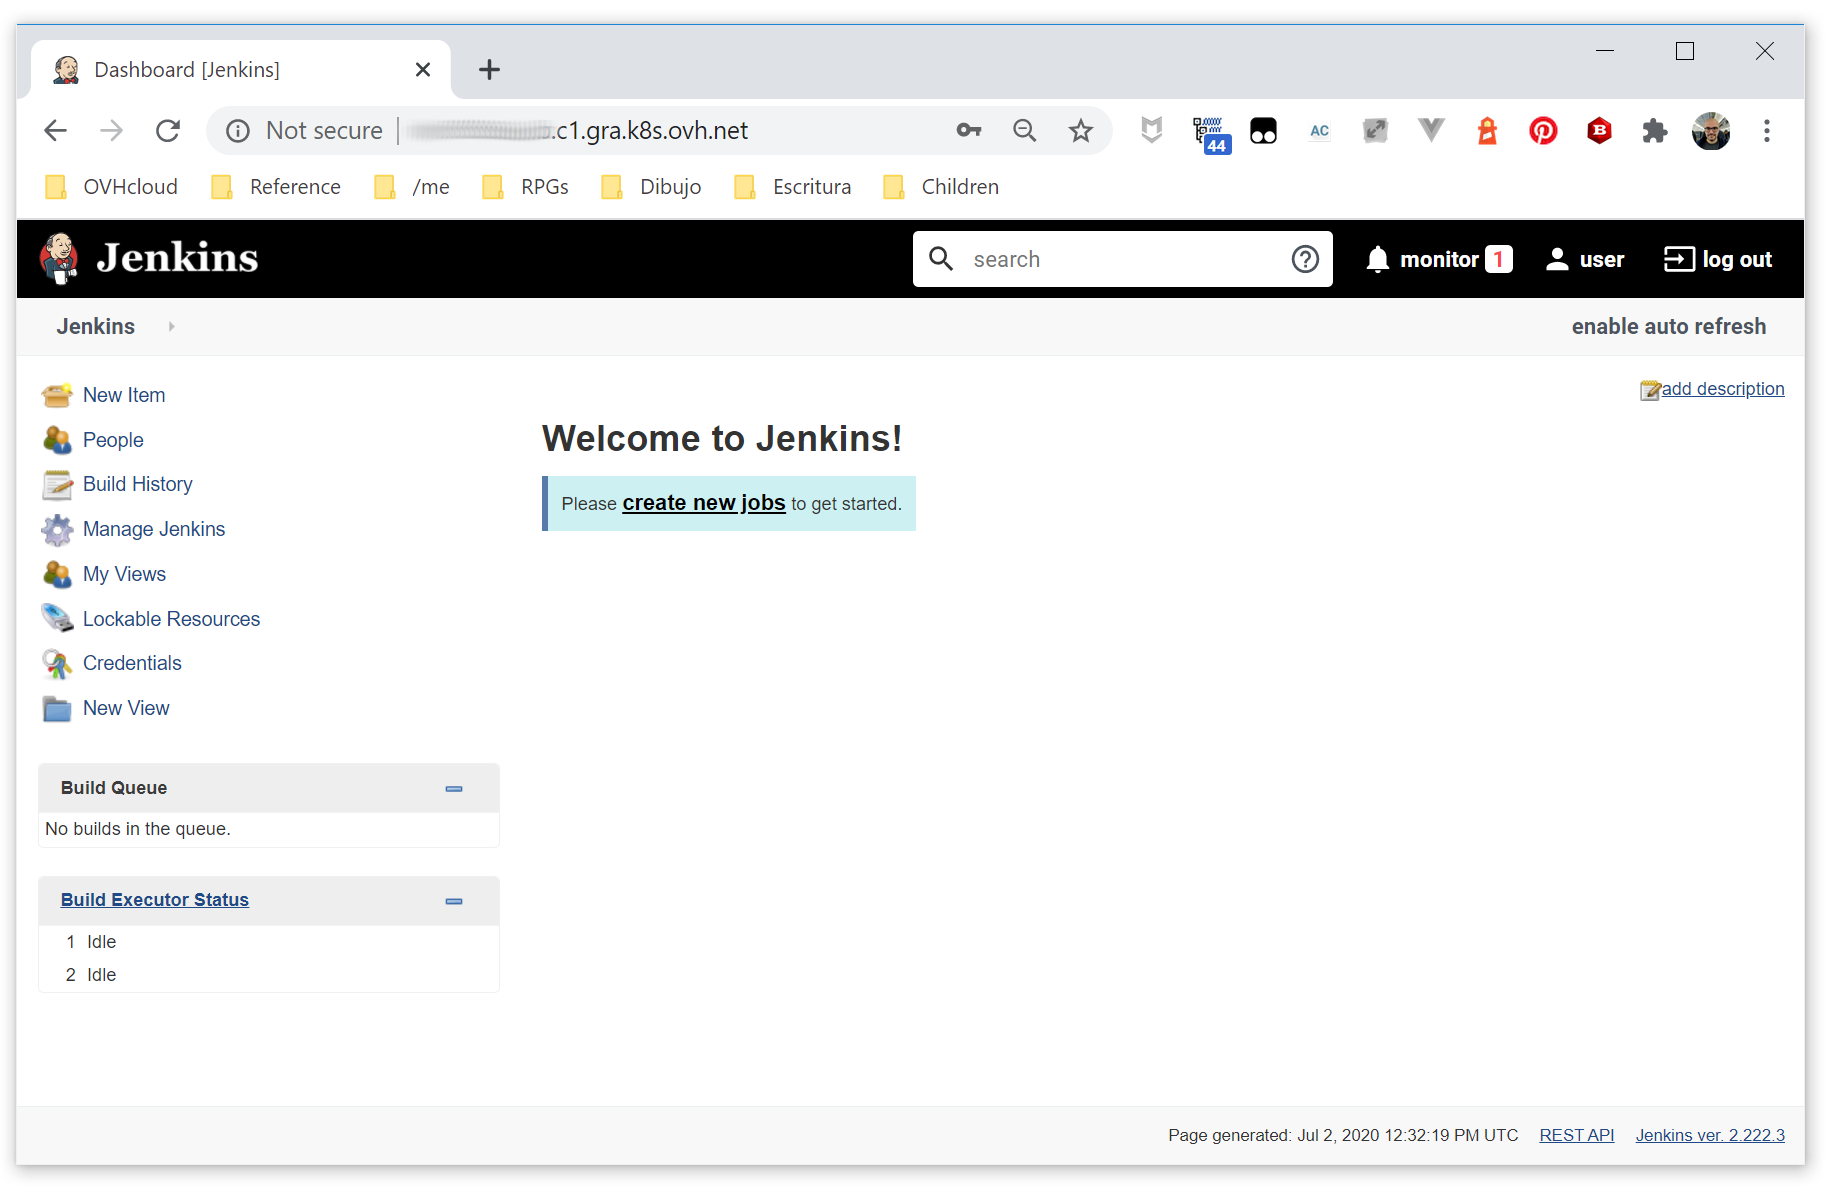 Dashboard [Jenkins]
Not secure .c1.gra.k8s.ovh.net
44
AC
B
OVHcloud Reference /me RPGs Dibujo Escritura Children
Jenkins search monitor 1 user log out
Jenkins enable auto refresh
add description
New Item
People
Build History
Manage Jenkins
My Views
Lockable Resources
Credentials
New View
Welcome to Jenkins!
Please create new jobs to get started.
Build Queue
No builds in the queue.
Build Executor Status
1 Idle
2 Idle
Page generated: Jul 2, 2020 12:32:19 PM UTC REST API Jenkins ver. 2.222.3